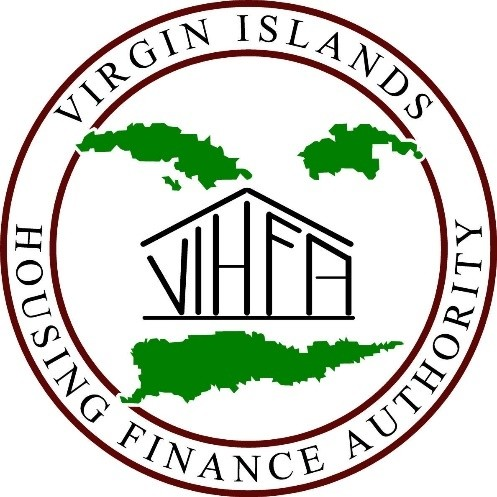 VIRGIN ISLANDS
VIHFA
HOUSING FINANCE AUTHORITY